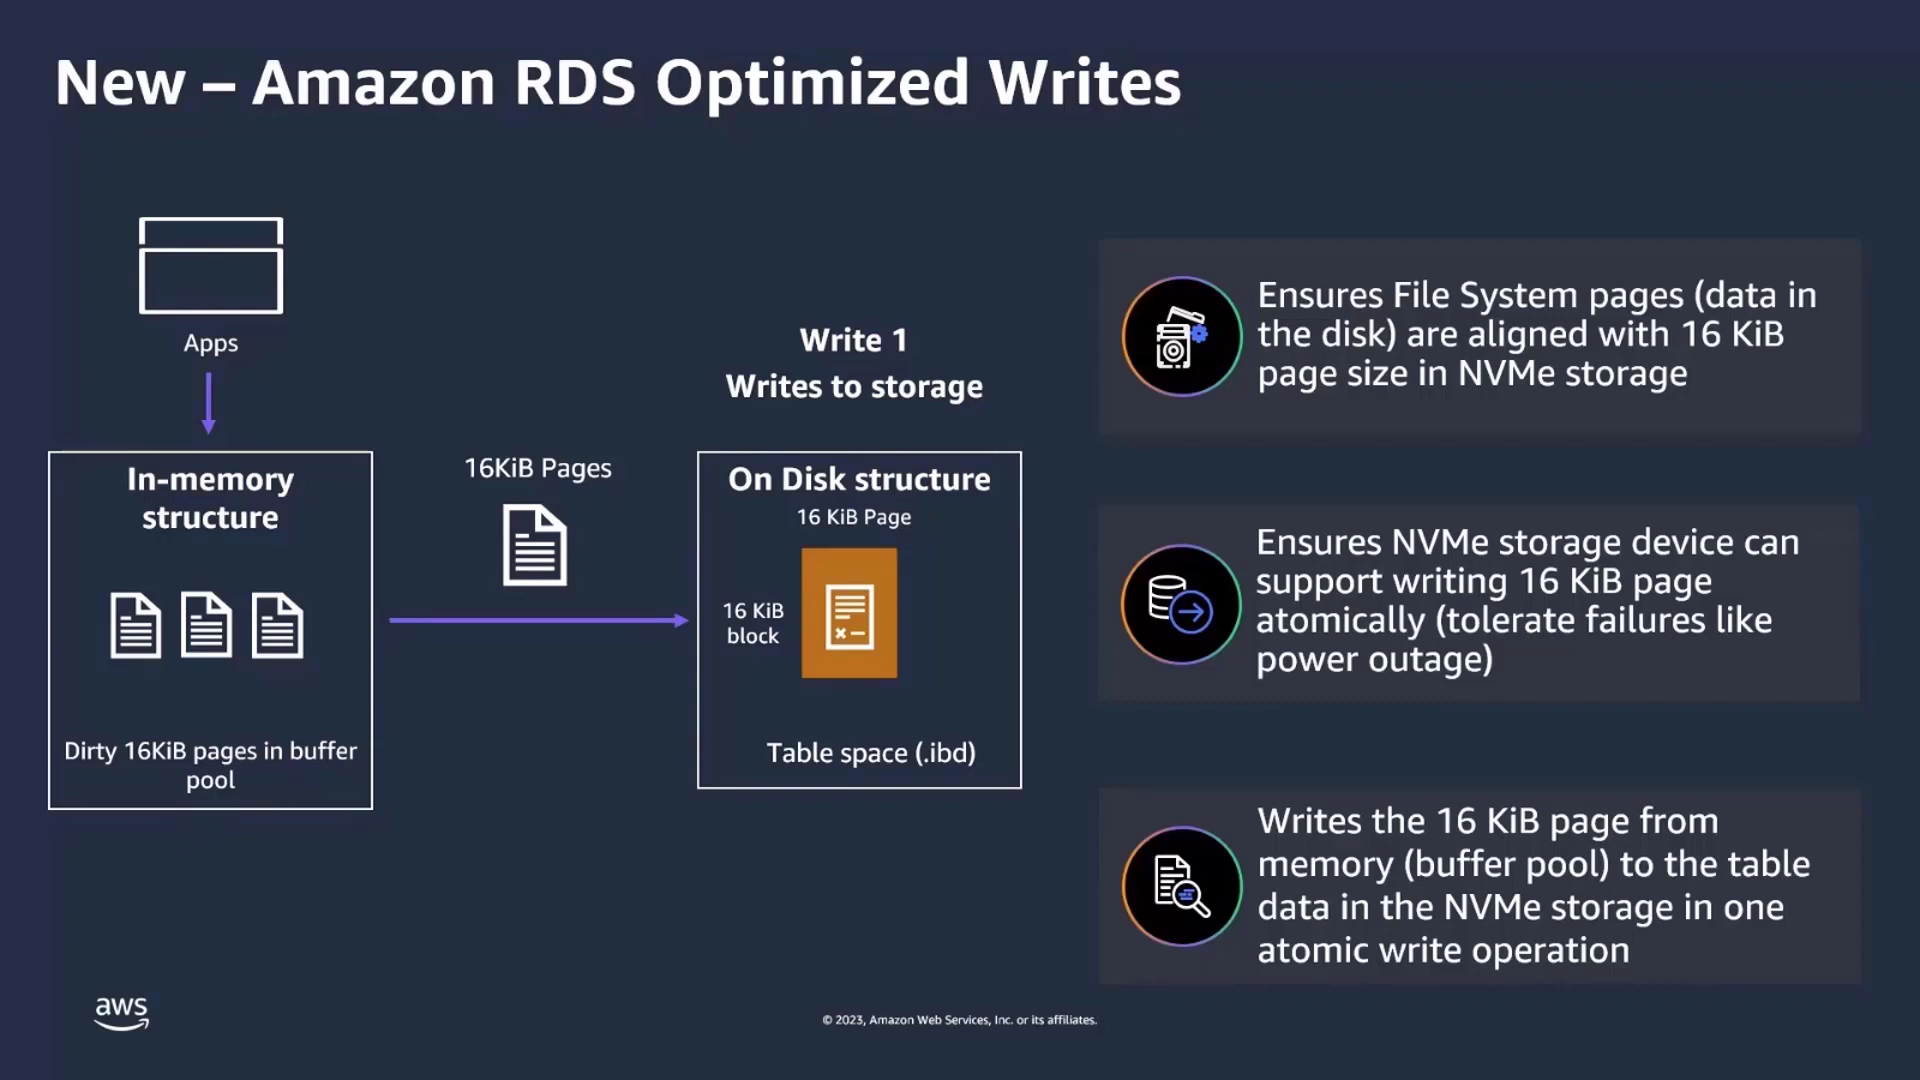 New – Amazon RDS Optimized Writes
Apps
In-memory
structure
Dirty 16KiB pages in buffer
pool
16KiB Pages
Write 1
Writes to storage
On Disk structure
16 KiB Page
16 KiB
block
Table space (.ibd)
Ensures File System pages (data in
the disk) are aligned with 16 KiB
page size in NVMe storage
Ensures NVMe storage device can
support writing 16 KiB page
atomically (tolerate failures like
power outage)
Writes the 16 KiB page from
memory (buffer pool) to the table
data in the NVMe storage in one
atomic write operation
aws
© 2023, Amazon Web Services, Inc. or its affiliates.